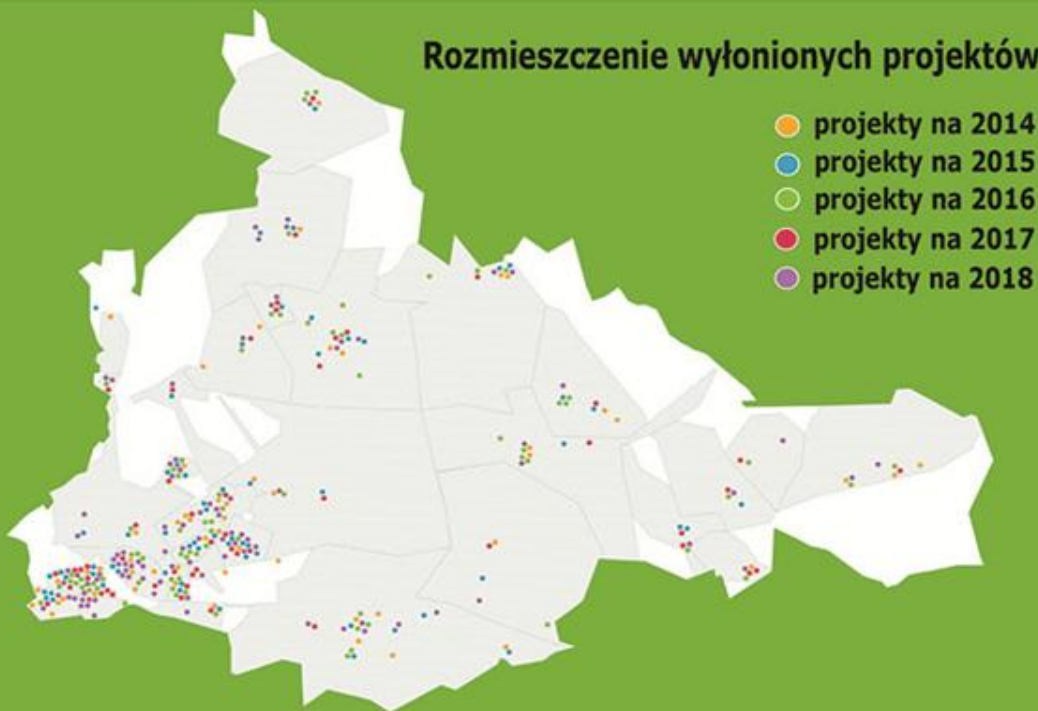 Rozmieszczenie wyłonionych projektów
projekty na 2014
projekty na 2015
projekty na 2016
projekty na 2017
projekty na 2018